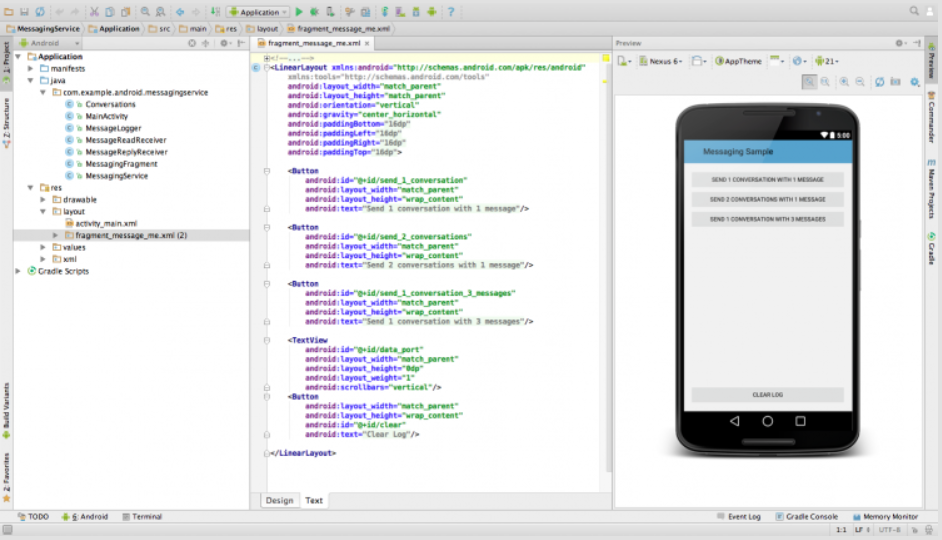 Application
MessagingService
Application
src
main
res
layout
fragment_message_me.xml
Android
fragment_message_me.xml
Preview
1: Project
Z: Structure
Build Variants
2: Favorites
Application
manifests
java
com.example.android.messagingservice
Conversations
MainActivity
MessageLogger
MessageReadReceiver
MessageReplyReceiver
MessagingFragment
MessagingService
res
drawable
layout
activity_main.xml
fragment_message_me.xml (2)
values
xml
Gradle Scripts
<!--...-->
<LinearLayout xmlns:android="http://schemas.android.com/apk/res/android"
xmlns:tools="http://schemas.android.com/tools"
android:layout_width="match_parent"
android:layout_height="match_parent"
android:orientation="vertical"
android:gravity="center_horizontal"
android:paddingBottom="16dp"
android:paddingLeft="16dp"
android:paddingRight="16dp"
android:paddingTop="16dp">
<Button
android:id="@+id/send_1_conversation"
android:layout_width="match_parent"
android:layout_height="wrap_content"
android:text="Send 1 conversation with 1 message"/>
<Button
android:id="@+id/send_2_conversations"
android:layout_width="match_parent"
android:layout_height="wrap_content"
android:text="Send 2 conversations with 1 message"/>
<Button
android:id="@+id/send_1_conversation_3_messages"
android:layout_width="match_parent"
android:layout_height="wrap_content"
android:text="Send 1 conversation with 3 messages"/>
<TextView
android:id="@+id/data_port"
android:layout_width="match_parent"
android:layout_height="0dp"
android:layout_weight="1"
android:scrollbars="vertical"/>
<Button
android:layout_width="match_parent"
android:layout_height="wrap_content"
android:id="@+id/clear"
android:text="Clear Log"/>
</LinearLayout>
Design
Text
Nexus 6
AppTheme
21
5:00
Messaging Sample
SEND 1 CONVERSATION WITH 1 MESSAGE
SEND 2 CONVERSATIONS WITH 1 MESSAGE
SEND 1 CONVERSATION WITH 3 MESSAGES
CLEAR LOG
Preview
Commander
Maven Projects
Gradle
TODO
6: Android
Terminal
Event Log
Gradle Console
Memory Monitor
1:1
LF
UTF-8